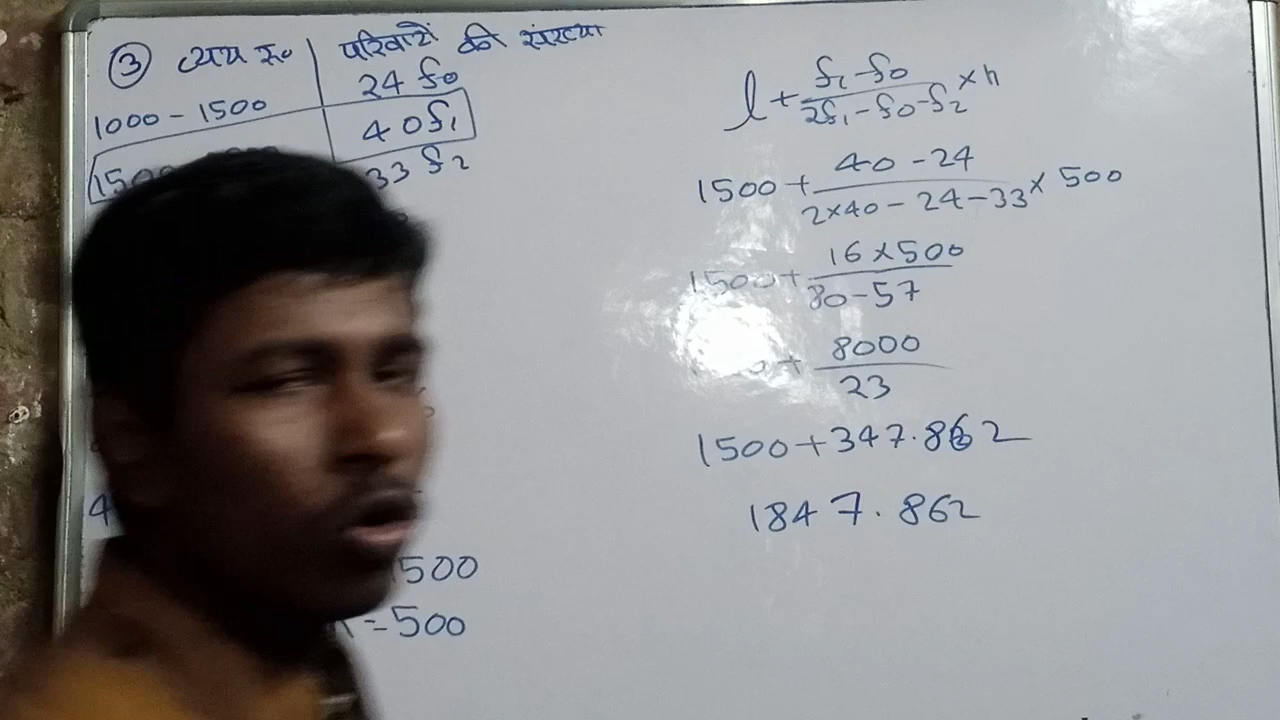 ③ व्यय रू० परिवारों की संख्या
1000 - 1500 24 f0
1500 40 f1
33 f2
4
500
= 500
l + f1 - f0 / 2f1 - f0 - f2 × h
1500 + 40 - 24 / 2×40 - 24 - 33 × 500
1500 + 16 × 500 / 80 - 57
+ 8000 / 23
1500 + 347.862
1847.862